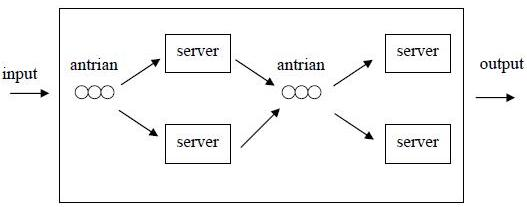 input
antrian
server
server
antrian
server
server
output